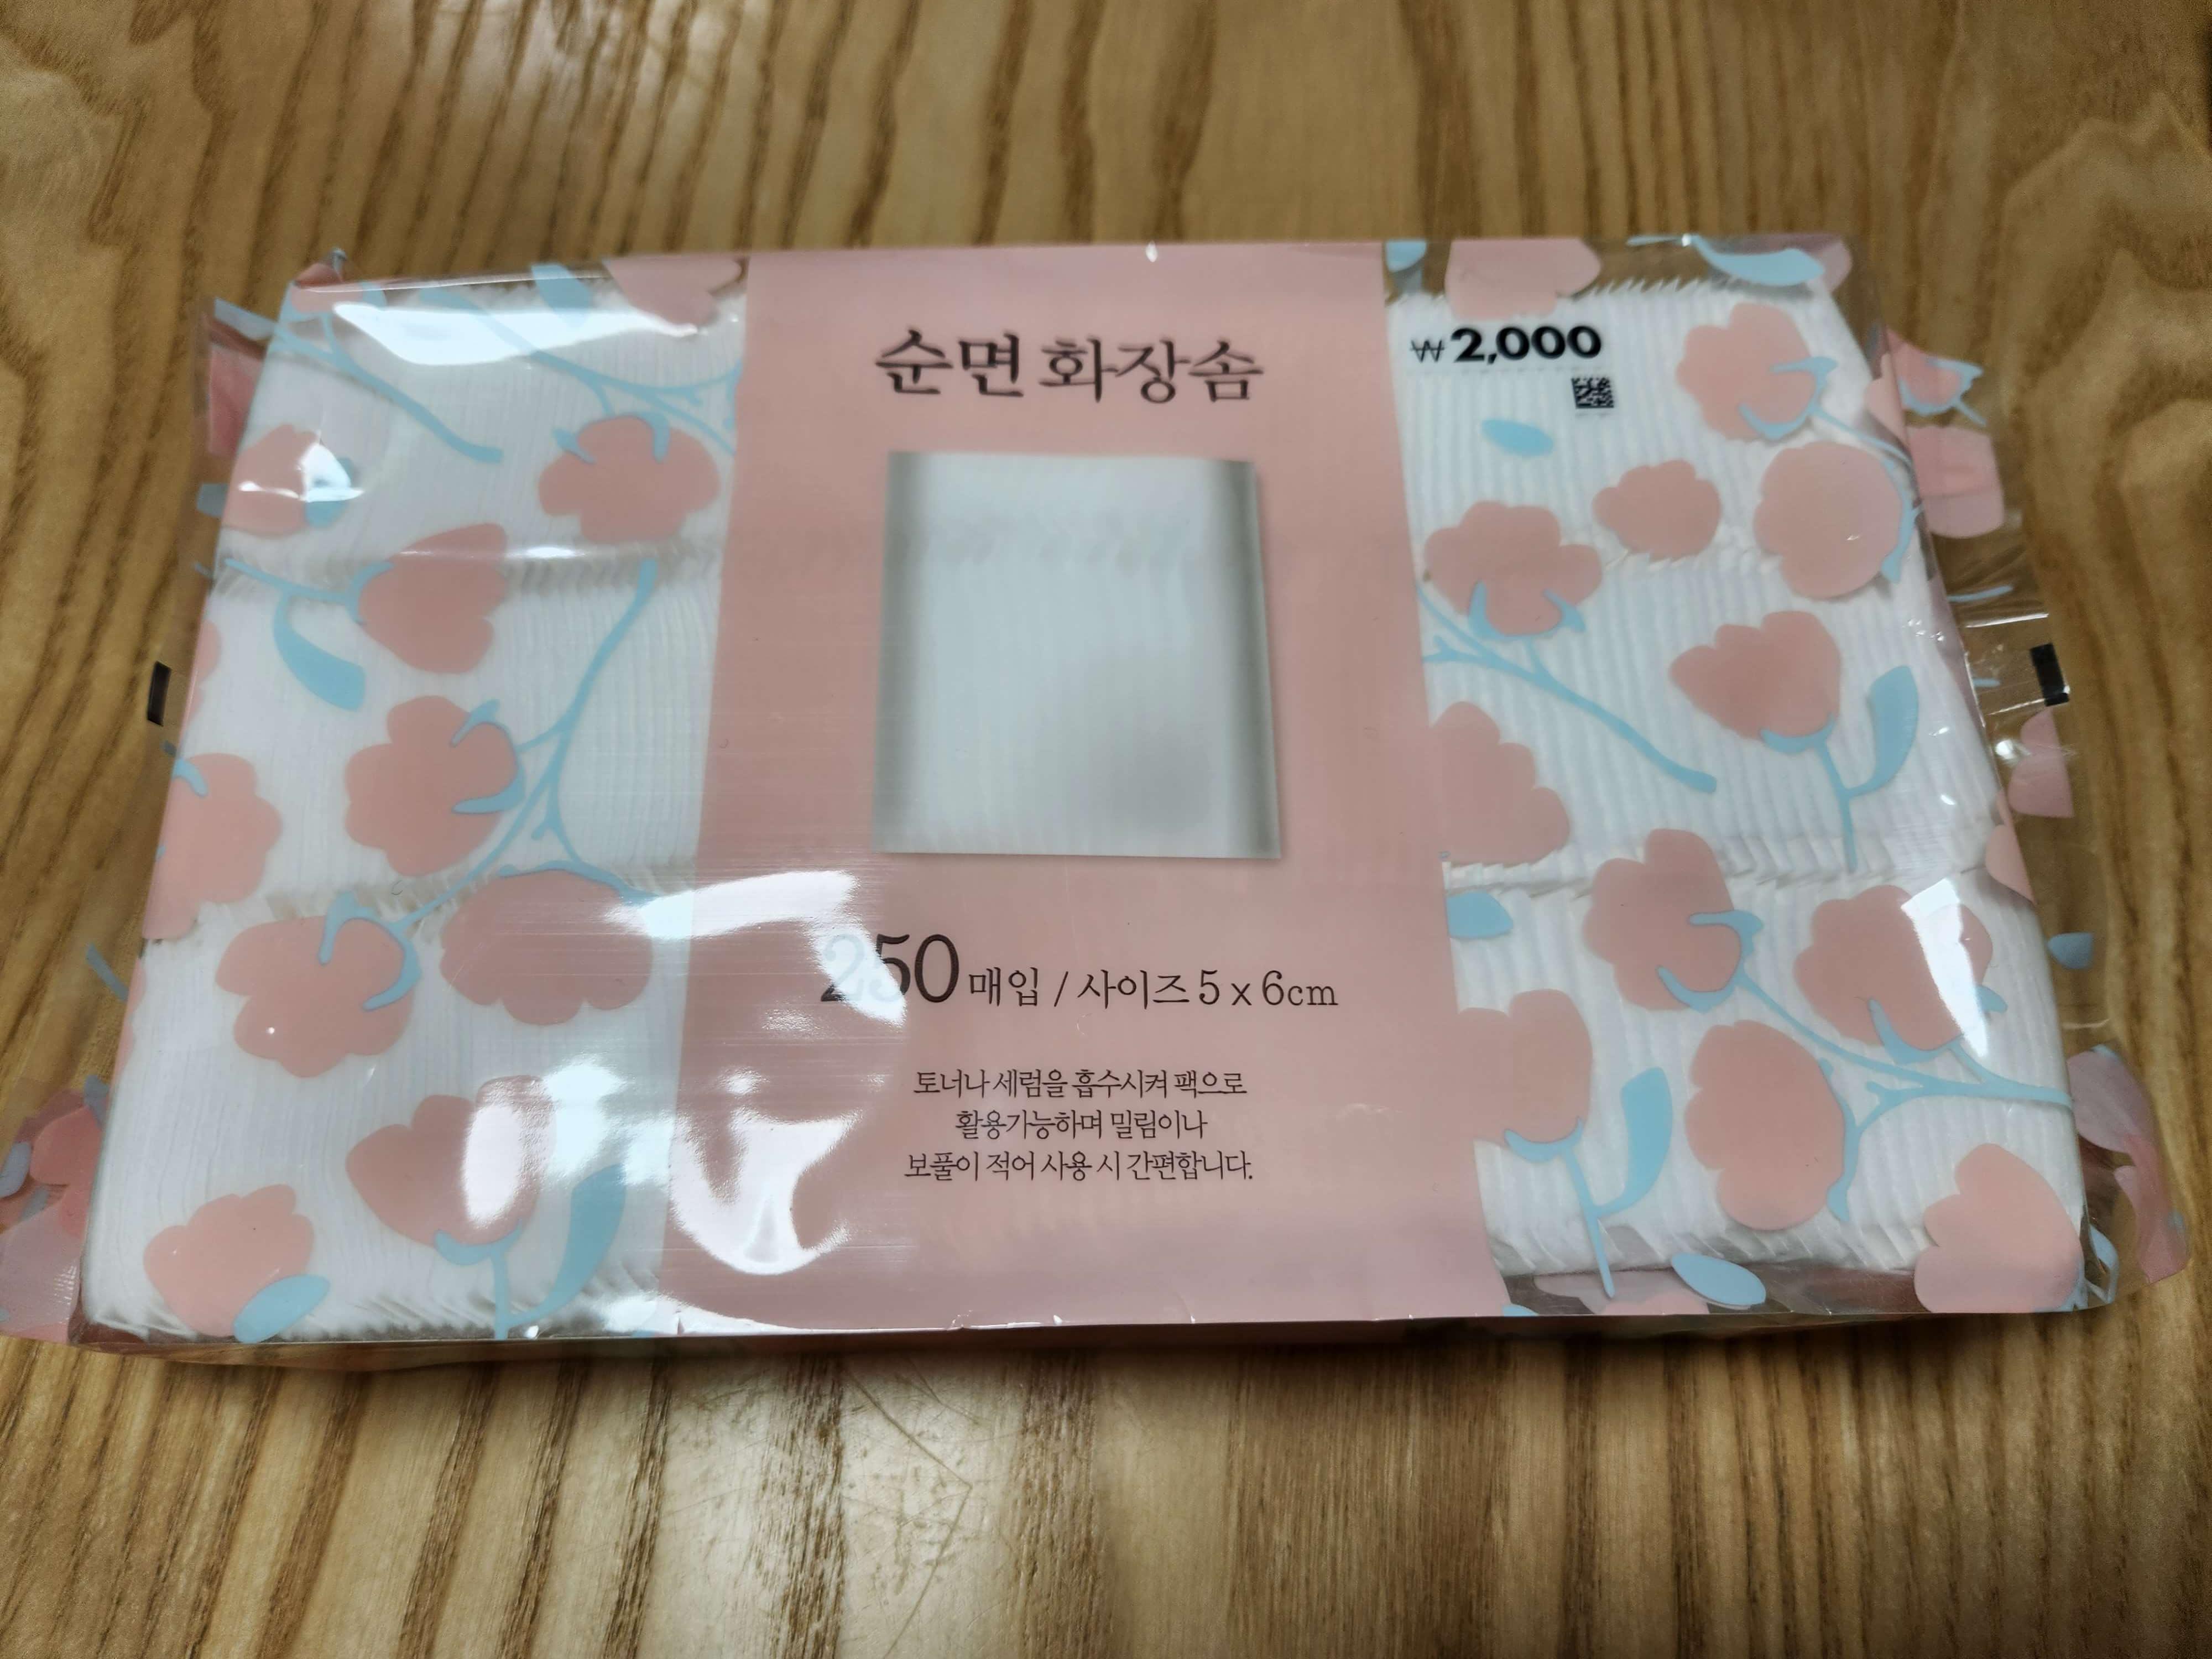 순면 화장솜
₩2,000
250매입 / 사이즈 5 x 6cm
토너나 세럼을 흡수시켜 팩으로
활용가능하며 밀림이나
보풀이 적어 사용 시 간편합니다.